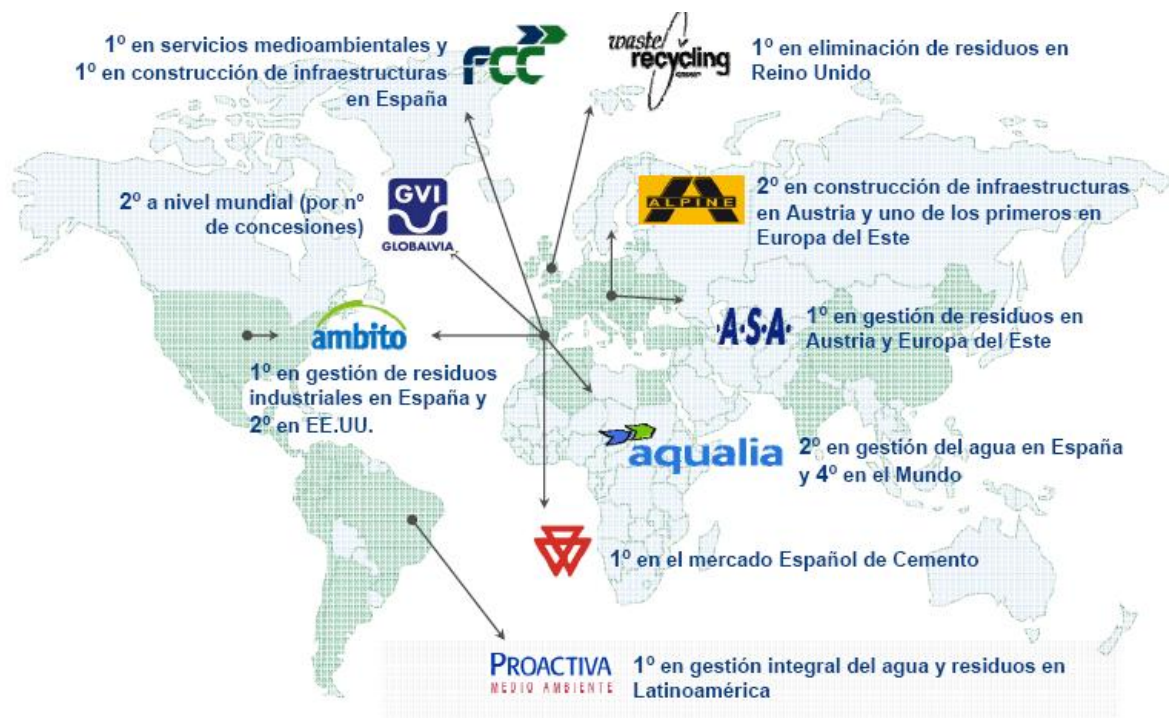 1º en servicios medioambientales y
1º en construcción de infraestructuras
en España
FCC
waste
recycling
1º en eliminación de residuos en
Reino Unido
2º a nivel mundial (por nº
de concesiones)
GVI
GLOBALVIA
ALPINE
2º en construcción de infraestructuras
en Austria y uno de los primeros en
Europa del Este
ambito
1º en gestión de residuos
industriales en España y
2º en EE.UU.
A·S·A·
1º en gestión de residuos en
Austria y Europa del Este
aqualia
2º en gestión del agua en España
y 4º en el Mundo
1º en el mercado Español de Cemento
PROACTIVA
MEDIO AMBIENTE
1º en gestión integral del agua y residuos en
Latinoamérica